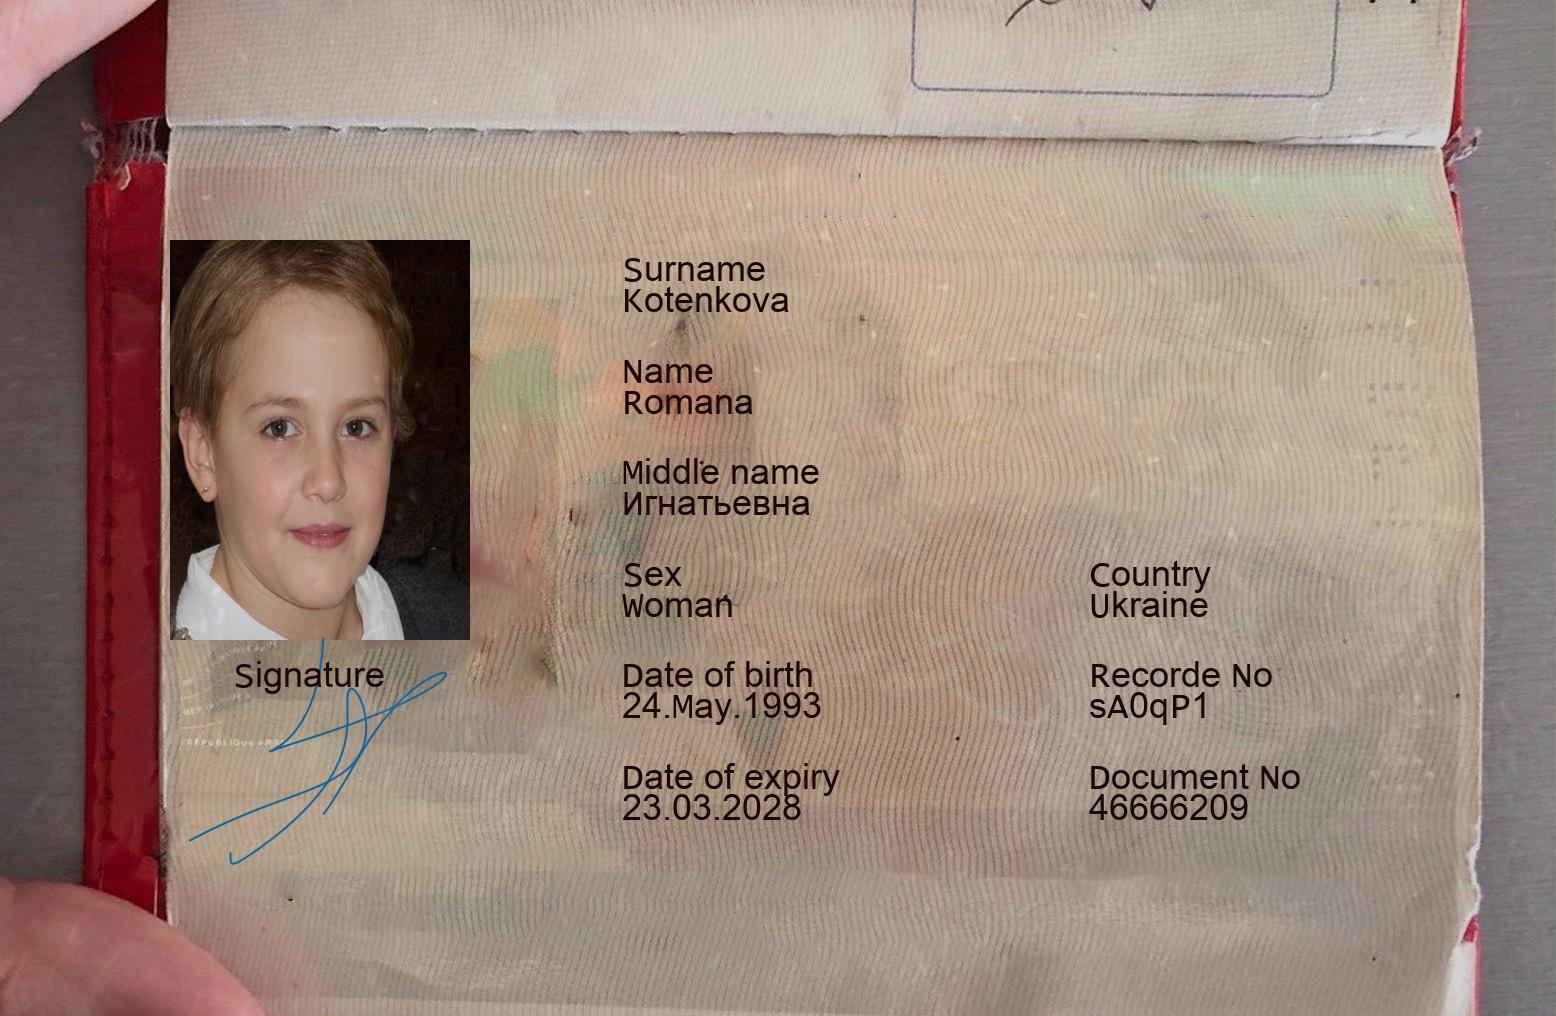 Surname
Kotenkova
Name
Romana
Middle name
Игнатьевна
Sex
Woman
Country
Ukraine
Signature
Date of birth
24.May.1993
Recorde No
sA0qP1
Date of expiry
23.03.2028
Document No
46666209